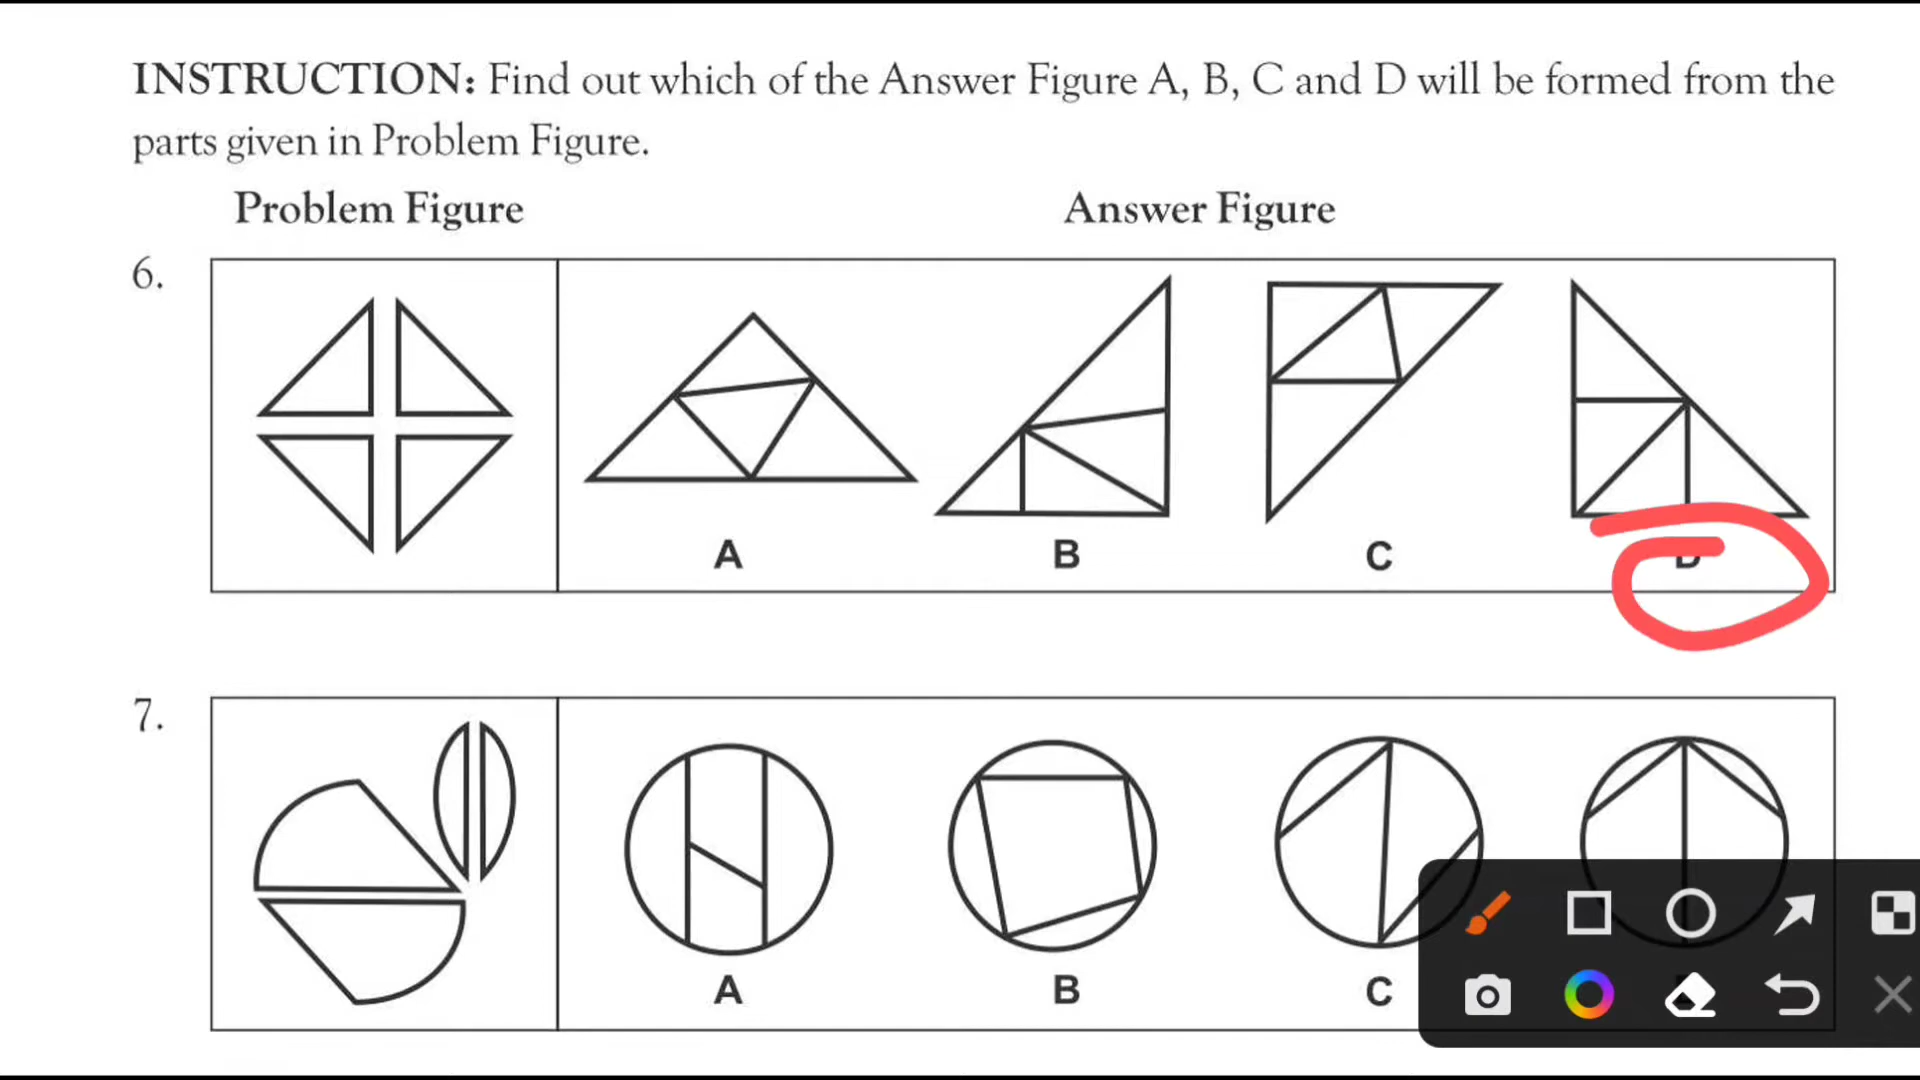 INSTRUCTION: Find out which of the Answer Figure A, B, C and D will be formed from the
parts given in Problem Figure.
Problem Figure Answer Figure
6.
A B C D
7.
A B C